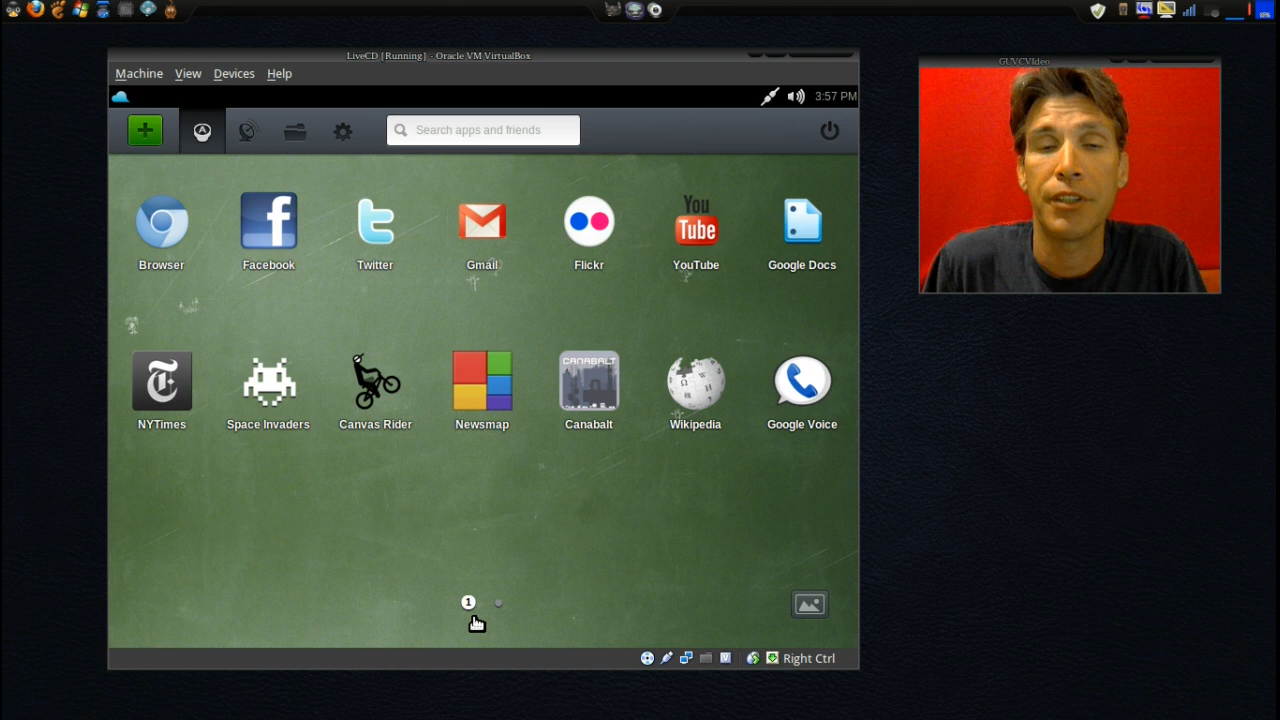 LiveCD [Running] - Oracle VM VirtualBox
GUVCVIdeo
Machine View Devices Help
3:57 PM
Search apps and friends
You
Tube
Browser Facebook Twitter Gmail Flickr YouTube Google Docs
CANABALT
NYTimes Space Invaders Canvas Rider Newsmap Canabalt Wikipedia Google Voice
1
Right Ctrl